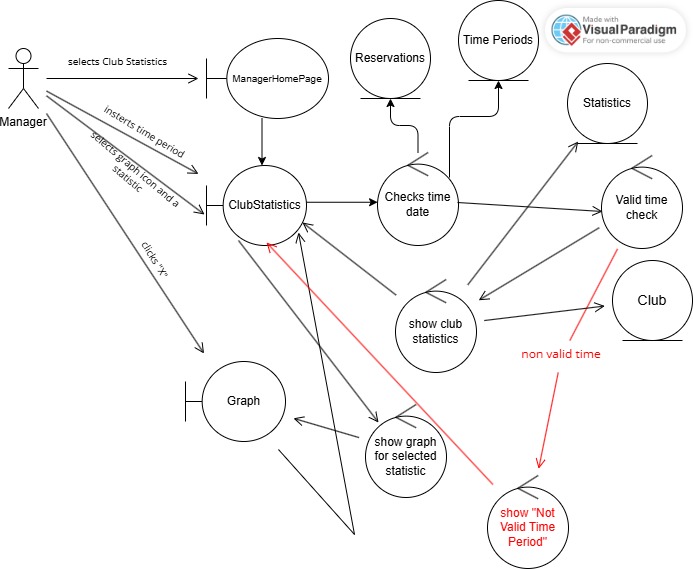 Made with
VisualParadigm
For non-commercial use
selects Club Statistics
ManagerHomePage
Reservations
Time Periods
Statistics
Manager
insterts time period
selects graph icon and a
statistic
ClubStatistics
Checks time
date
Valid time
check
clicks "X"
show club
statistics
Club
non valid time
Graph
show graph
for selected
statistic
show "Not
Valid Time
Period"